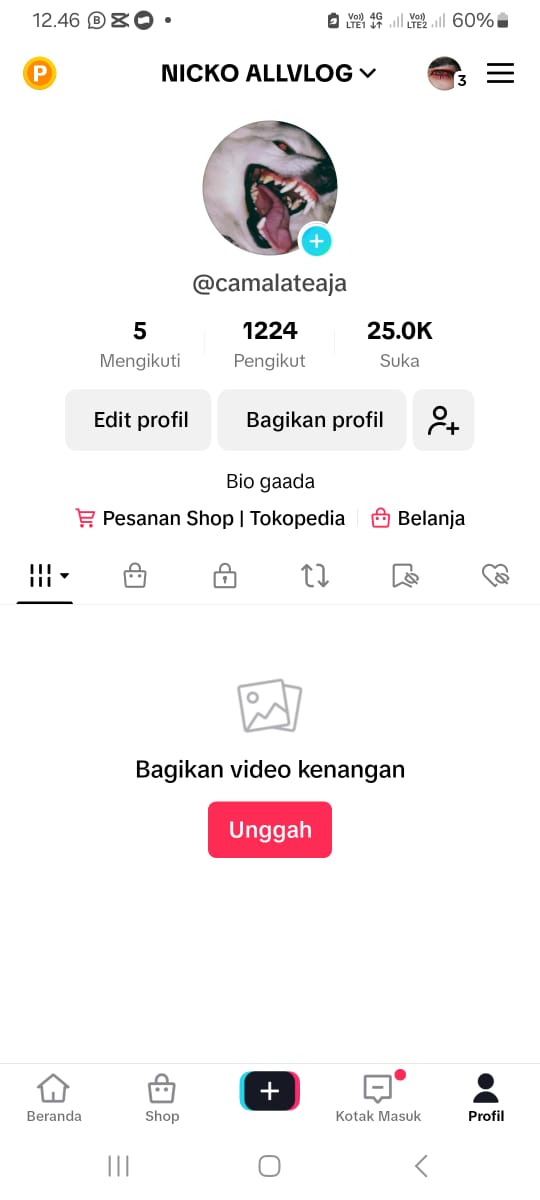 12.46 B Vo) LTE1 4G Vo) LTE2 60%
P NICKO ALLVLOG 3
@camalateaja
5 1224 25.0K
Mengikuti Pengikut Suka
Edit profil Bagikan profil
Bio gaada
Pesanan Shop | Tokopedia Belanja
Bagikan video kenangan
Unggah
Beranda Shop Kotak Masuk Profil